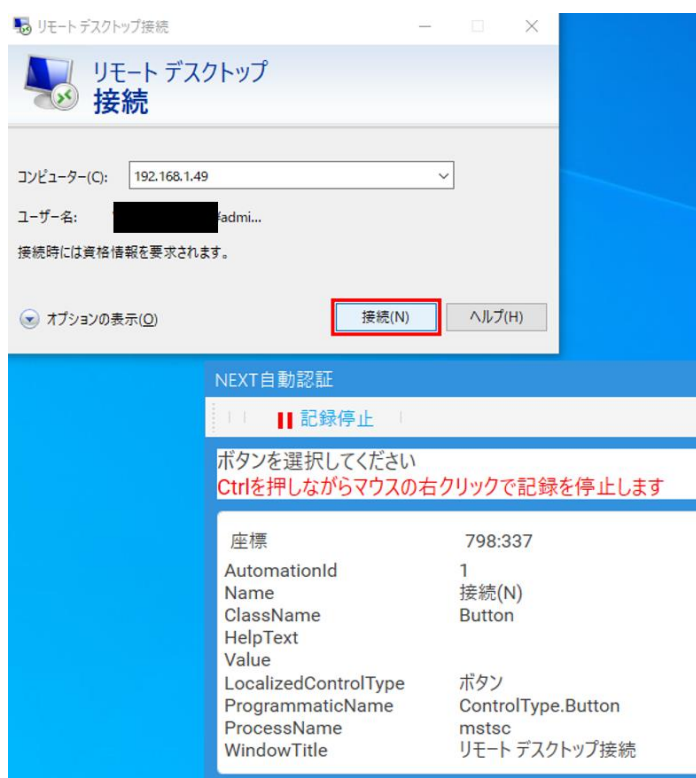 リモート デスクトップ接続
リモート デスクトップ
接続
コンピューター(C): 192.168.1.49
ユーザー名: ¥admi...
接続時には資格情報を要求されます。
オプションの表示(O) 接続(N) ヘルプ(H)
NEXT自動認証
記録停止
ボタンを選択してください
Ctrlを押しながらマウスの右クリックで記録を停止します
座標 798:337
AutomationId 1
Name 接続(N)
ClassName Button
HelpText
Value
LocalizedControlType ボタン
ProgrammaticName ControlType.Button
ProcessName mstsc
WindowTitle リモート デスクトップ接続